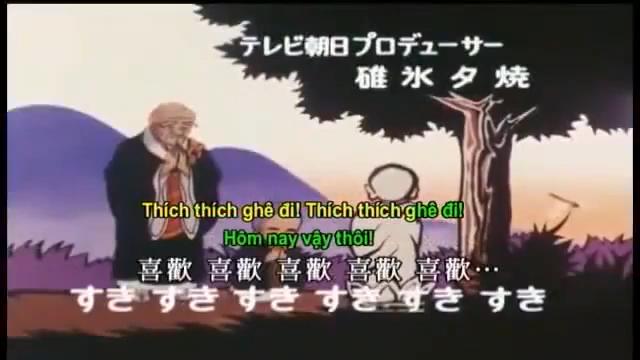 テレビ朝日プロデューサー
碓氷夕焼
Thích thích ghê đi! Thích thích ghê đi!
Hôm nay vậy thôi!
喜歡 喜歡 喜歡 喜歡 喜歡…
すき すき すき すき すき すき